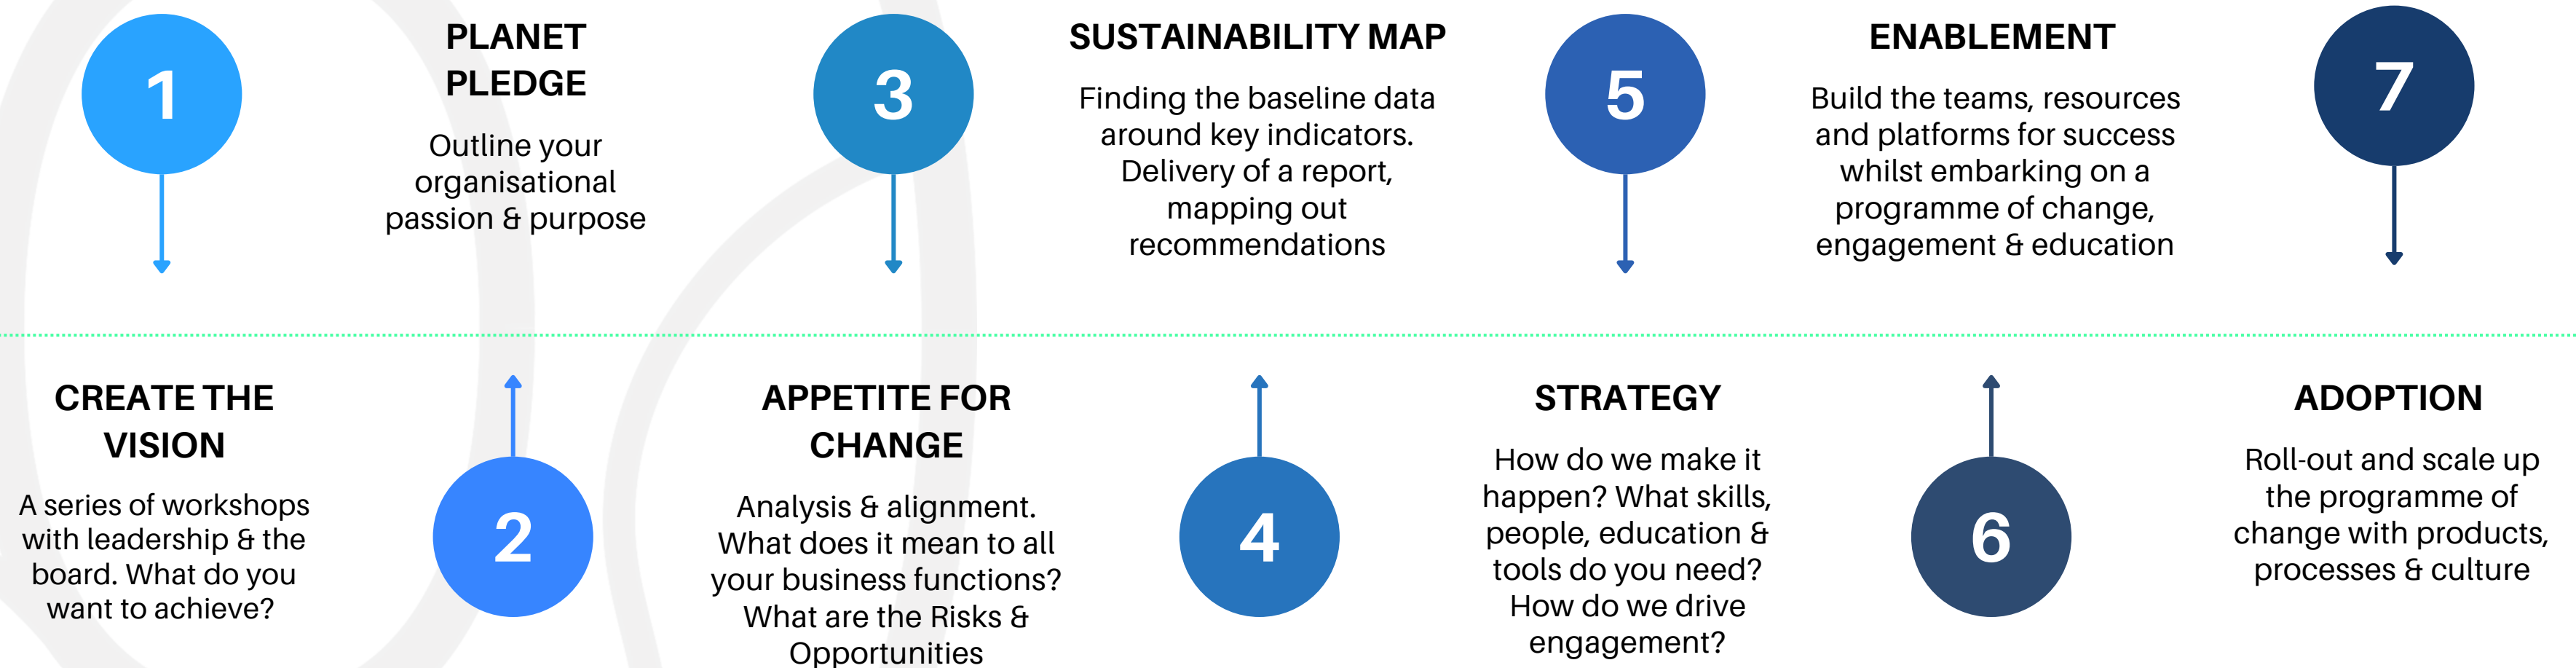 1
CREATE THE
VISION
A series of workshops
with leadership & the
board. What do you
want to achieve?
PLANET
PLEDGE
Outline your
organisational
passion & purpose
2
3
APPETITE FOR
CHANGE
Analysis & alignment.
What does it mean to all
your business functions?
What are the Risks &
Opportunities
SUSTAINABILITY MAP
Finding the baseline data
around key indicators.
Delivery of a report,
mapping out
recommendations
4
5
STRATEGY
How do we make it
happen? What skills,
people, education &
tools do you need?
How do we drive
engagement?
ENABLEMENT
Build the teams, resources
and platforms for success
whilst embarking on a
programme of change,
engagement & education
6
7
ADOPTION
Roll-out and scale up
the programme of
change with products,
processes & culture